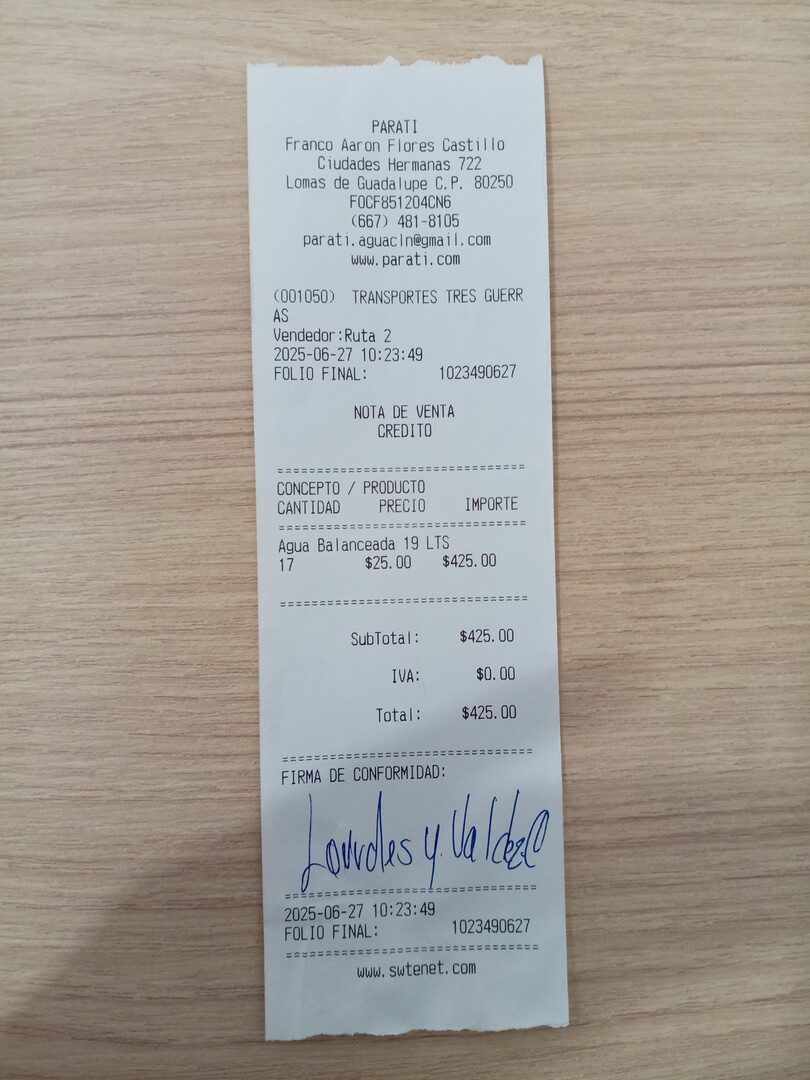 PARATI
Franco Aaron Flores Castillo
Ciudades Hermanas 722
Lomas de Guadalupe C.P. 80250
FOCF851204CN6
(667) 481-8105
parati.aguacln@gmail.com
www.parati.com
(001050) TRANSPORTES TRES GUERR
AS
Vendedor:Ruta 2
2025-06-27 10:23:49
FOLIO FINAL: 1023490627
NOTA DE VENTA
CREDITO
==============================
CONCEPTO / PRODUCTO
CANTIDAD PRECIO IMPORTE
==============================
Agua Balanceada 19 LTS
17 $25.00 $425.00
==============================
SubTotal: $425.00
IVA: $0.00
Total: $425.00
==============================
FIRMA DE CONFORMIDAD:
Lourdes y. Valdez
==============================
2025-06-27 10:23:49
FOLIO FINAL: 1023490627
==============================
www.swtenet.com